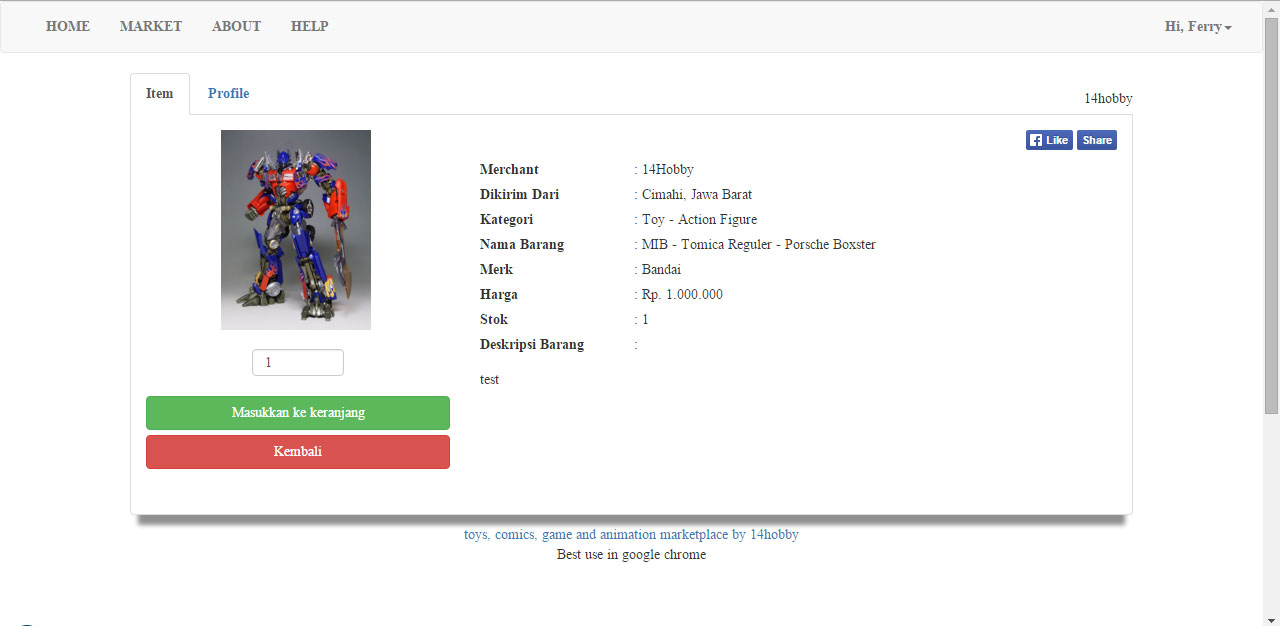 HOME MARKET ABOUT HELP Hi, Ferry
Item Profile 14hobby
Like Share
Merchant : 14Hobby
Dikirim Dari : Cimahi, Jawa Barat
Kategori : Toy - Action Figure
Nama Barang : MIB - Tomica Reguler - Porsche Boxster
Merk : Bandai
Harga : Rp. 1.000.000
Stok : 1
Deskripsi Barang :
test
1
Masukkan ke keranjang
Kembali
toys, comics, game and animation marketplace by 14hobby
Best use in google chrome